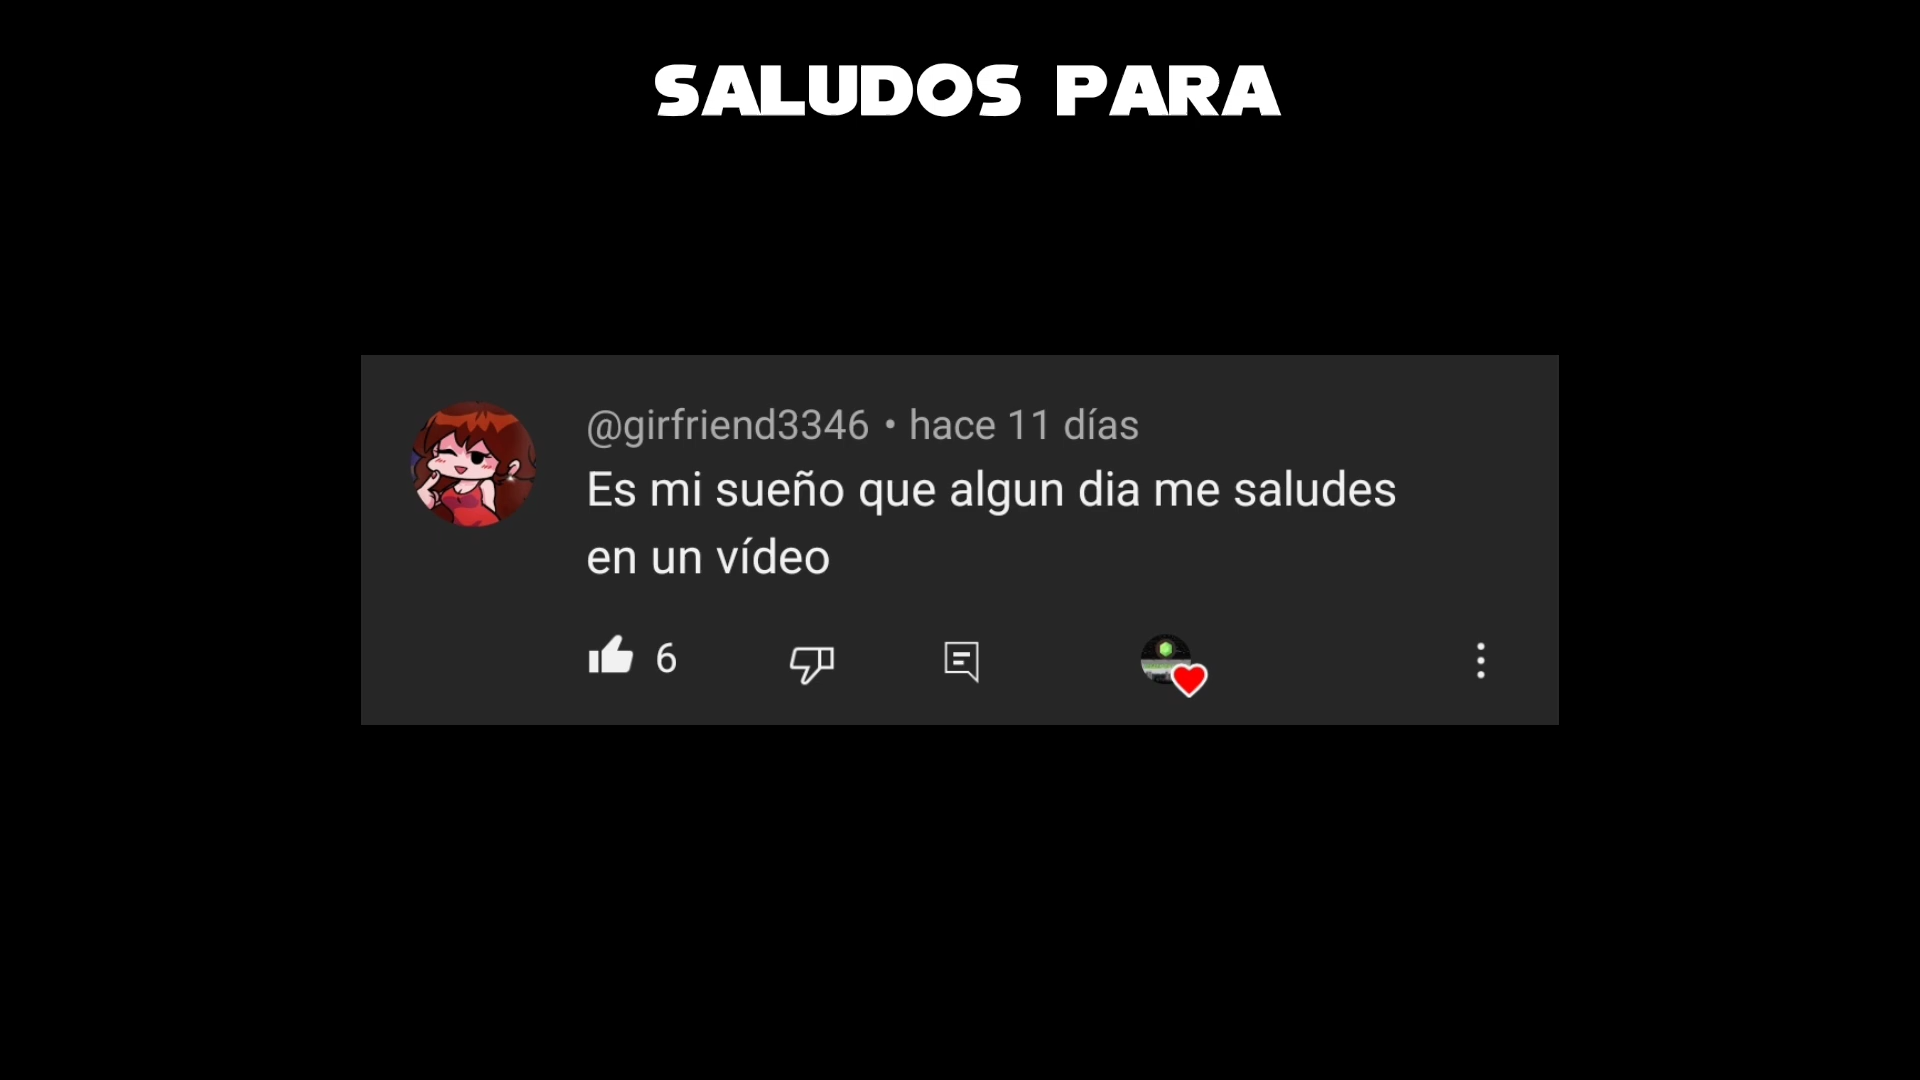 SALUDOS PARA
@girfriend3346 • hace 11 días
Es mi sueño que algun dia me saludes
en un vídeo
6